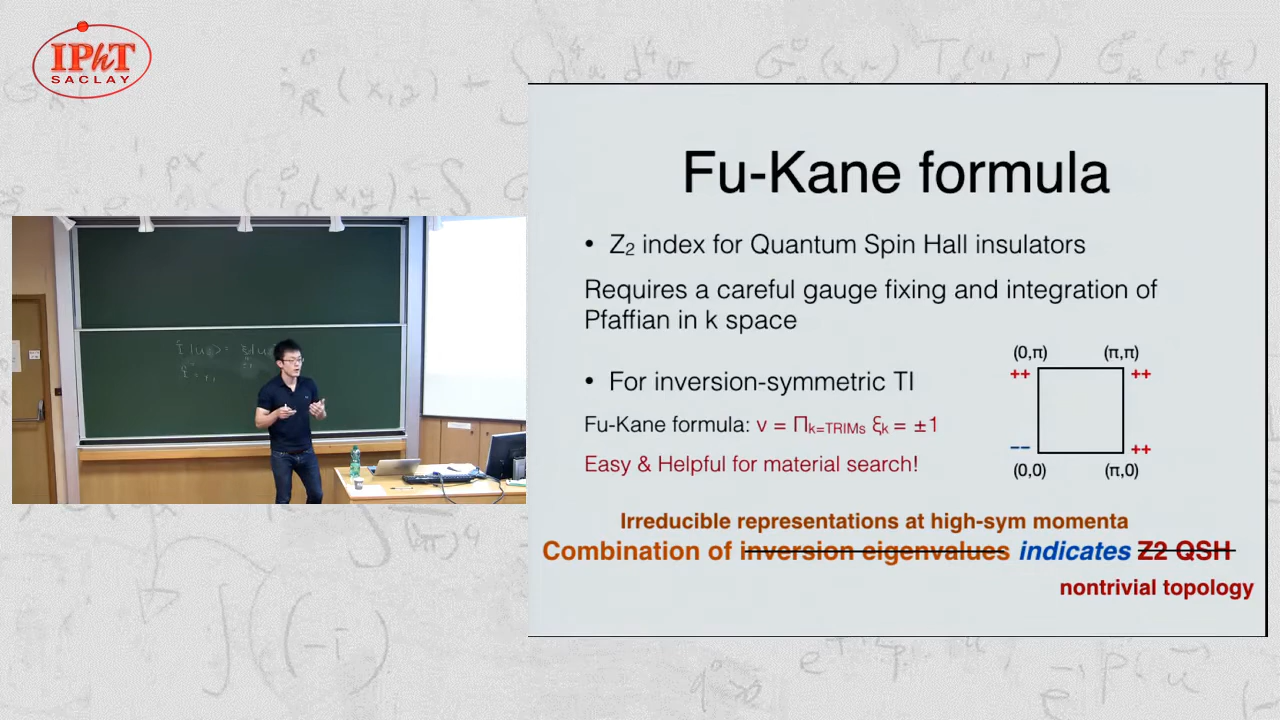 IPhT
SACLAY
Fu-Kane formula
• Z2 index for Quantum Spin Hall insulators
Requires a careful gauge fixing and integration of
Pfaffian in k space
• For inversion-symmetric TI
Fu-Kane formula: ν = Πk=TRIMs ξk = ±1
Easy & Helpful for material search!
(0,π) (π,π)
++ ++
−− ++
(0,0) (π,0)
Irreducible representations at high-sym momenta
Combination of inversion eigenvalues indicates Z2 QSH
nontrivial topology